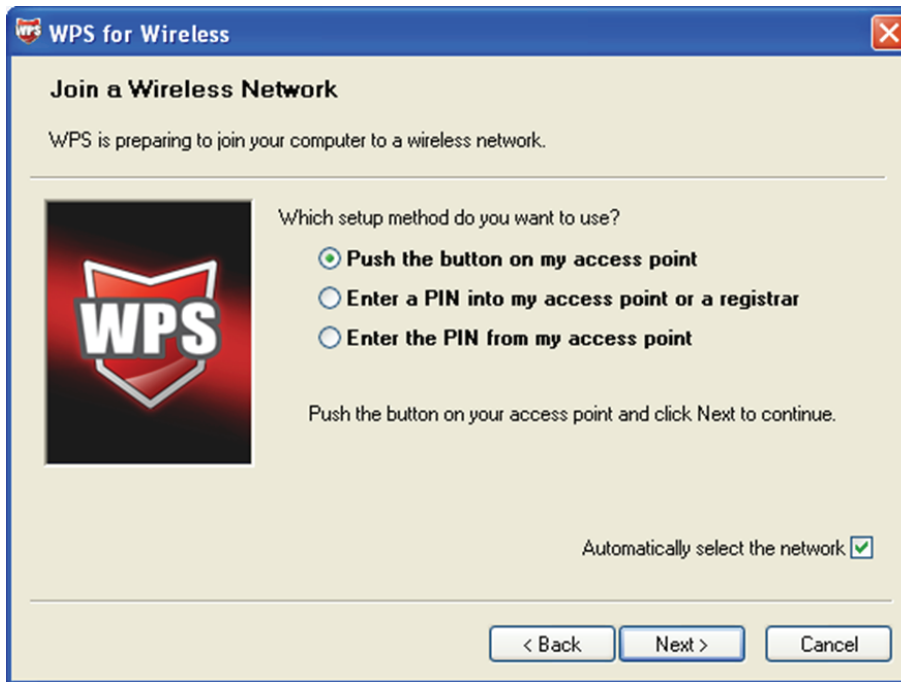 WPS for Wireless
Join a Wireless Network
WPS is preparing to join your computer to a wireless network.
Which setup method do you want to use?
Push the button on my access point
Enter a PIN into my access point or a registrar
Enter the PIN from my access point
WPS
Push the button on your access point and click Next to continue.
Automatically select the network
< Back
Next >
Cancel